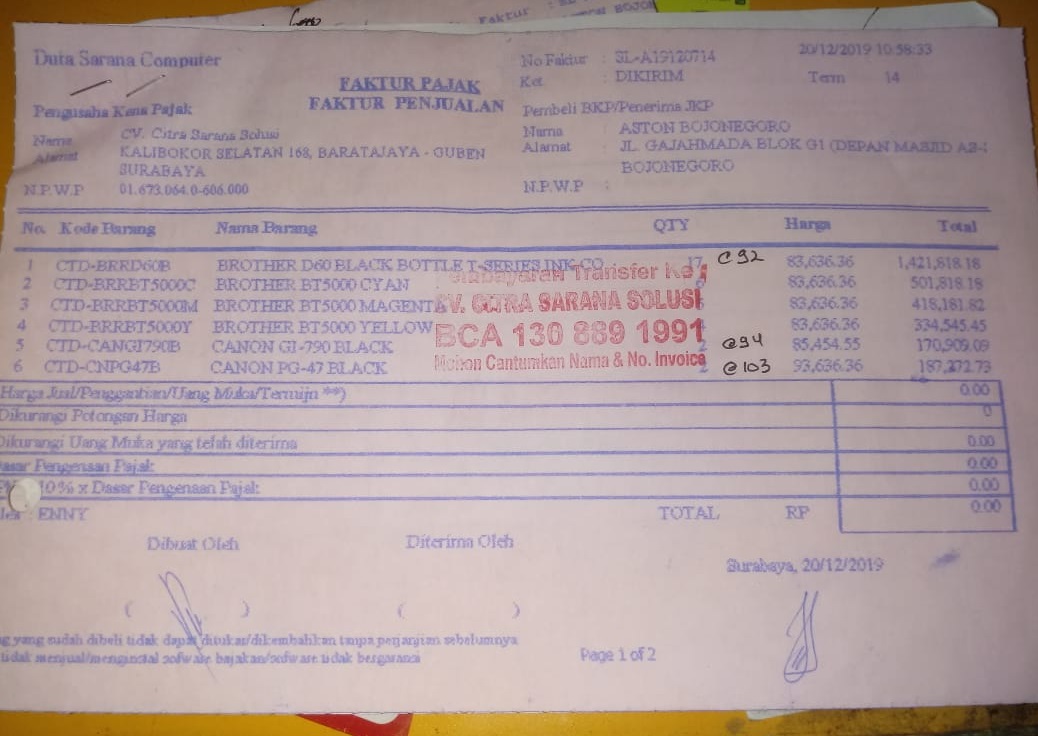 Faktur :
BOJON
Duta Sarana Computer
FAKTUR PAJAK
FAKTUR PENJUALAN
No Faktur : SL-A19120714 20/12/2019 10:58:33
Ket. : DIKIRIM Term 14
Pengusaha Kena Pajak
Pembeli BKP/Penerima JKP
Nama CV. Citra Sarana Solusi
Nama : ASTON BOJONEGORO
Alamat KALIBOKOR SELATAN 168, BARATAJAYA - GUBEN
Alamat : JL. GAJAHMADA BLOK G1 (DEPAN MASJID
SURABAYA
BOJONEGORO
N.P.W.P 01.673.064.0-606.000
N.P.W.P :
No. Kode Barang Nama Barang QTY Harga Total
1 CTD-BRRD60B BROTHER D60 BLACK BOTTLE T-SERIES INK CO 17 @92 83,636.36 1,421,818.18
2 CTD-BRRBT5000C BROTHER BT5000 CYAN 83,636.36 501,818.18
3 CTD-BRRBT5000M BROTHER BT5000 MAGENTA 83,636.36 418,181.82
4 CTD-BRRBT5000Y BROTHER BT5000 YELLOW 83,636.36 334,545.45
5 CTD-CANGI790B CANON GI-790 BLACK 2 @94 85,454.55 170,909.09
6 CTD-CNPG47B CANON PG-47 BLACK 2 @103 93,636.36 187,272.73
Pembayaran Transfer Ke
CV. CITRA SARANA SOLUSI
BCA 130 889 1991
Mohon Cantumkan Nama & No. Invoice
Harga Jual/Penggantian/Uang Muka/Termijn **) 0.00
Dikurangi Potongan Harga 0
Dikurangi Uang Muka yang telah diterima 0.00
Dasar Pengenaan Pajak 0.00
10% x Dasar Pengenaan Pajak 0.00
ENNY TOTAL RP 0.00
Dibuat Oleh Diterima Oleh
Surabaya, 20/12/2019
( ) ( )
yang sudah dibeli tidak dapat ditukar/dikembalikan tanpa perjanjian sebelumnya
tidak menjual/menginstal sofware bajakan/sofware tidak bergaransi
Page 1 of 2